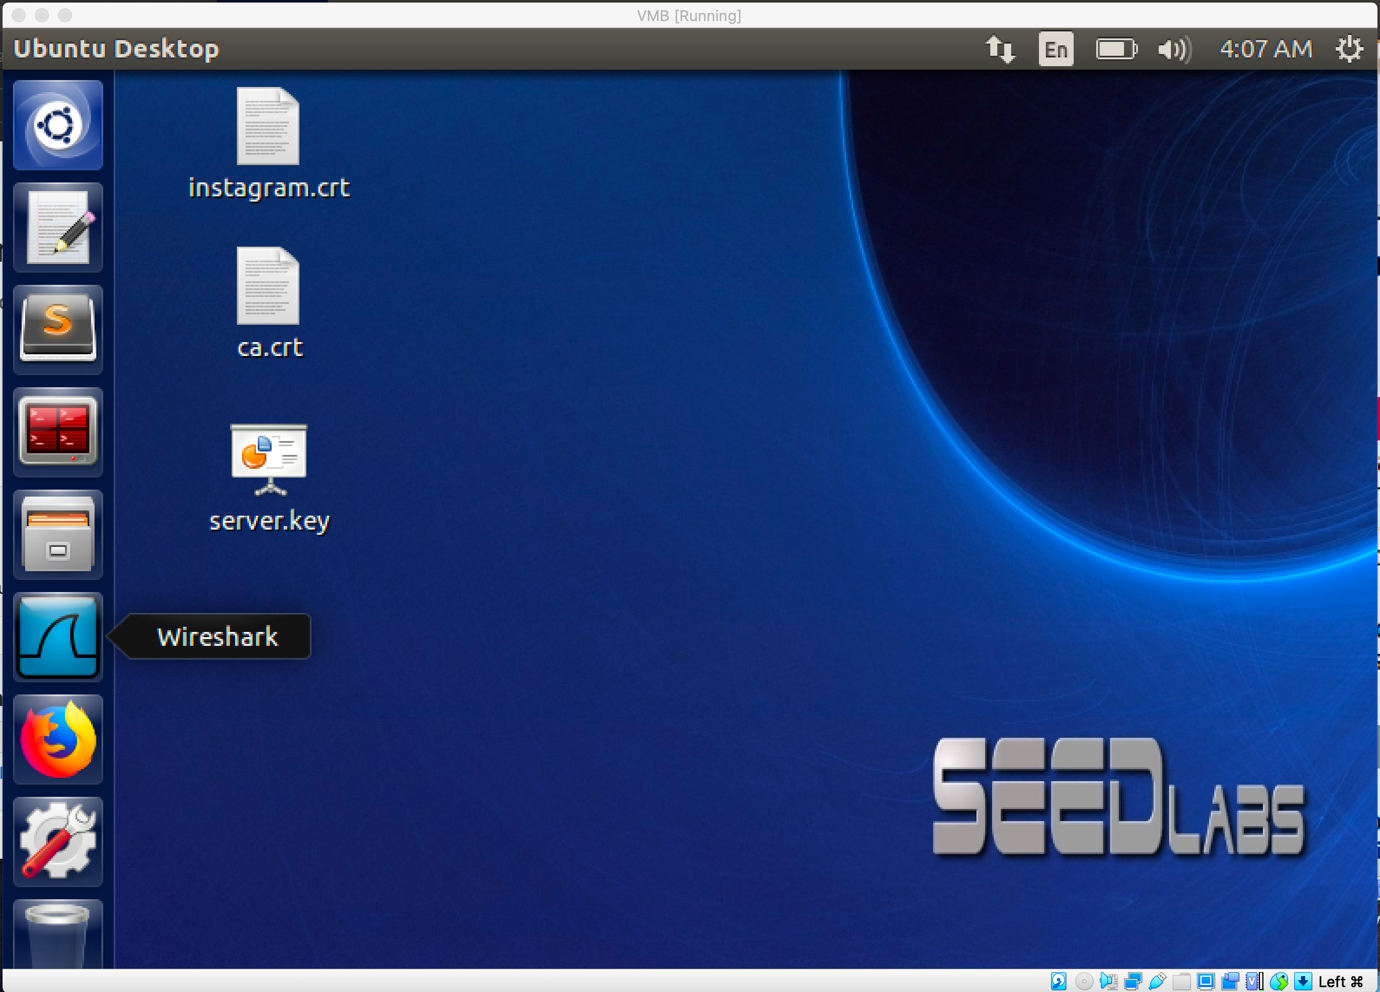 VMB [Running]
Ubuntu Desktop
En
4:07 AM
instagram.crt
ca.crt
server.key
Wireshark
SEEDLABS
Left ⌘